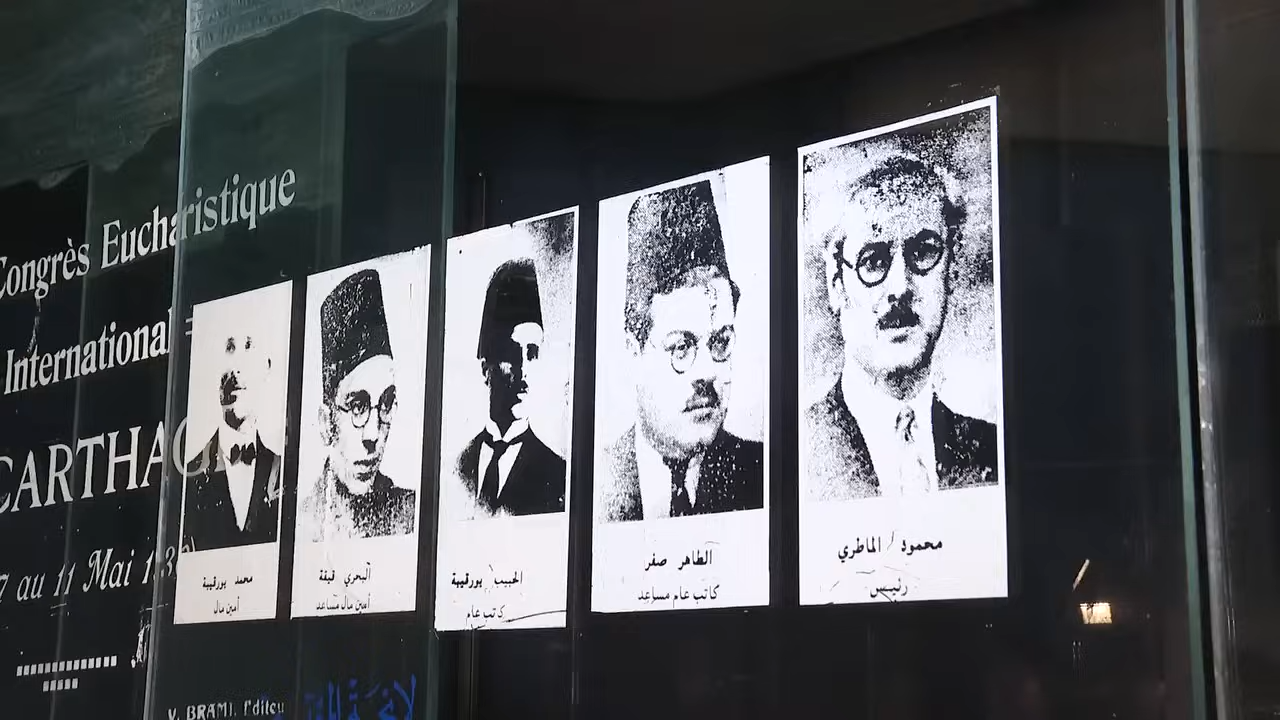 Congrès Eucharistique
International
CARTHAG
7 au 11 Mai
V. BRAMI. Editeu
محمد بورقيبة
أمين مال
البحري قيقة
أمين مال مساعد
الحبيب بورقيبة
كاتب عام
الطاهر صفر
كاتب عام مساعد
محمود الماطري
رئيس